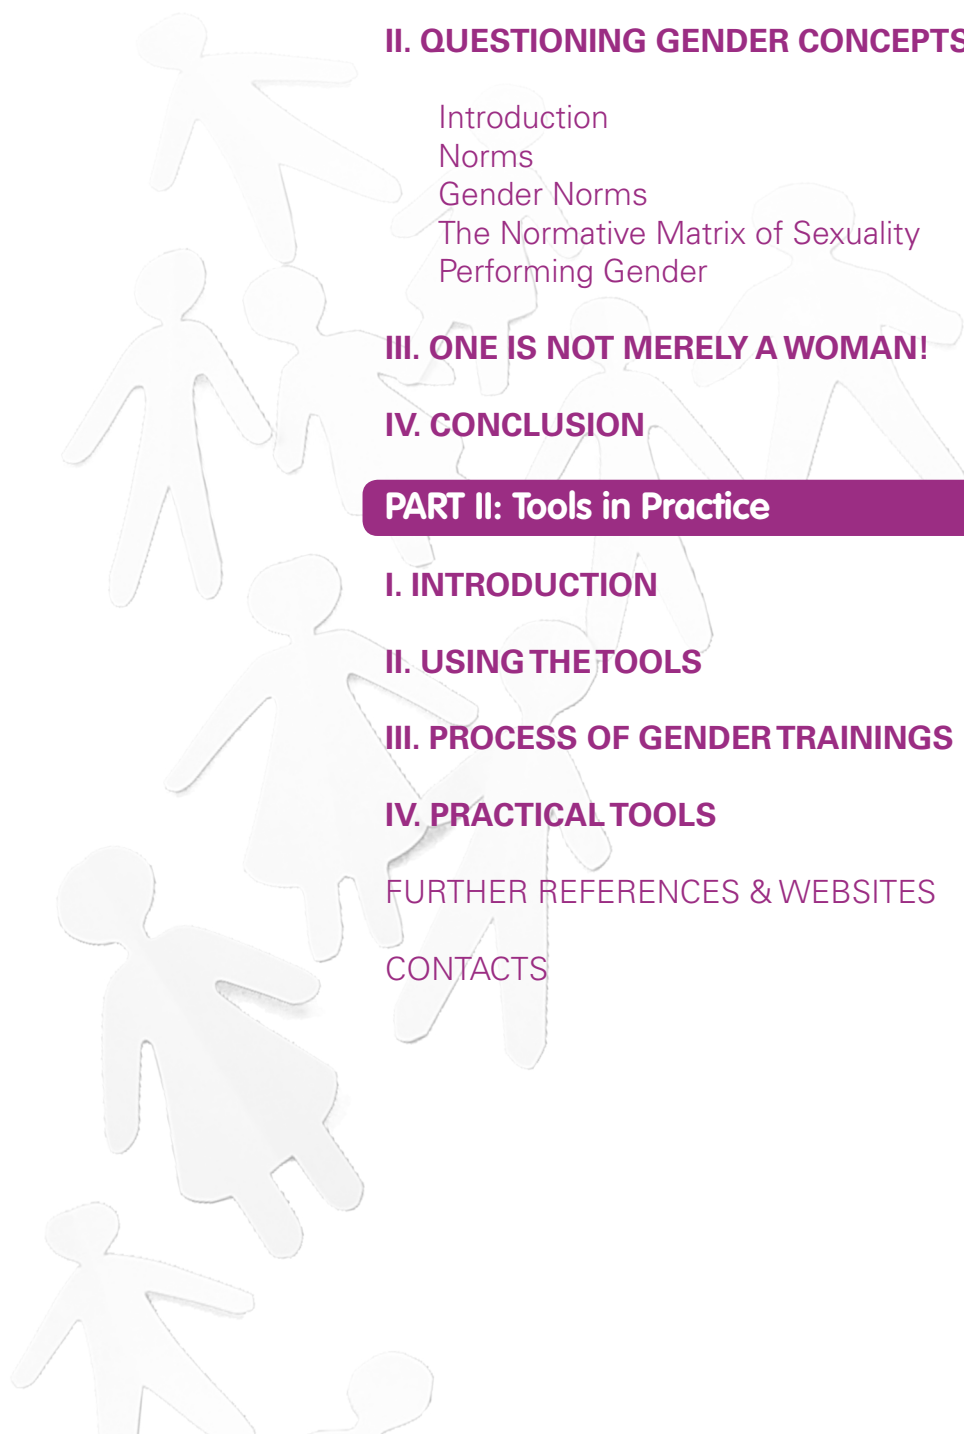 II. QUESTIONING GENDER CONCEPTS
Introduction
Norms
Gender Norms
The Normative Matrix of Sexuality
Performing Gender
III. ONE IS NOT MERELY A WOMAN!
IV. CONCLUSION
PART II: Tools in Practice
I. INTRODUCTION
II. USING THE TOOLS
III. PROCESS OF GENDER TRAININGS
IV. PRACTICAL TOOLS
FURTHER REFERENCES & WEBSITES
CONTACTS